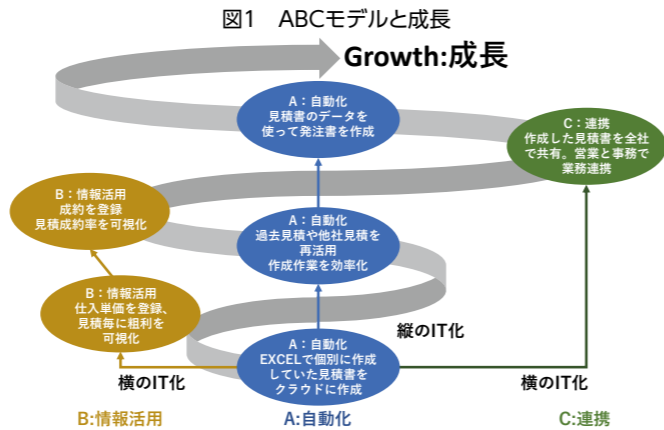 図1 ABCモデルと成長
Growth:成長
A：自動化
見積書のデータを
使って発注書を作成
C：連携
作成した見積書を全社
で共有。営業と事務で
業務連携
B：情報活用
成約を登録
見積成約率を可視化
A：自動化
過去見積や他社見積を
再活用
作成作業を効率化
B：情報活用
仕入単価を登録、
見積毎に粗利を
可視化
縦のIT化
A：自動化
EXCELで個別に作成
していた見積書を
クラウドに作成
横のIT化
横のIT化
B:情報活用
A:自動化
C:連携